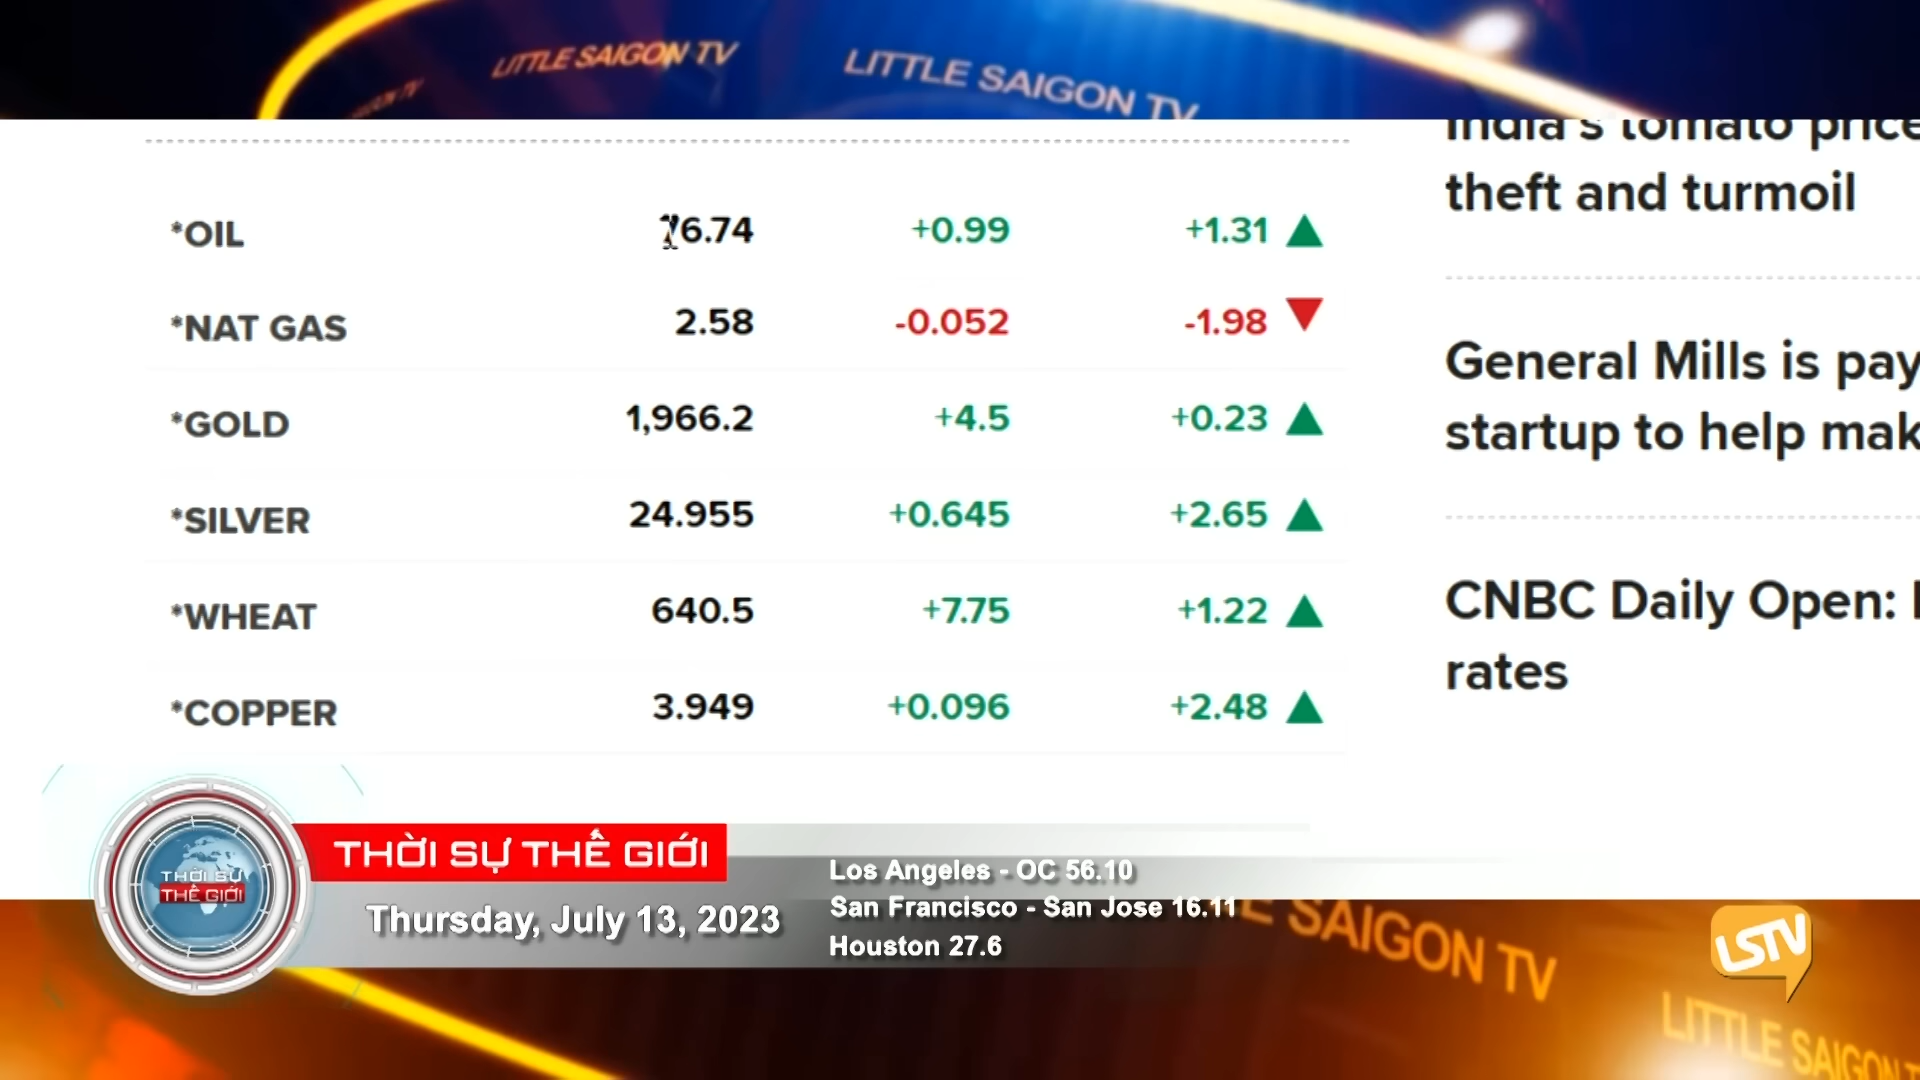 LITTLE SAIGON TV
LITTLE SAIGON TV
*OIL 76.74 +0.99 +1.31
*NAT GAS 2.58 -0.052 -1.98
*GOLD 1,966.2 +4.5 +0.23
*SILVER 24.955 +0.645 +2.65
*WHEAT 640.5 +7.75 +1.22
*COPPER 3.949 +0.096 +2.48
India's tomato price
theft and turmoil
General Mills is pay
startup to help mak
CNBC Daily Open:
rates
THỜI SỰ
THẾ GIỚI
THỜI SỰ THẾ GIỚI
Thursday, July 13, 2023
Los Angeles - OC 56.10
San Francisco - San Jose 16.11
Houston 27.6
E SAIGON TV
LSTV
LITTLE SAIGON T